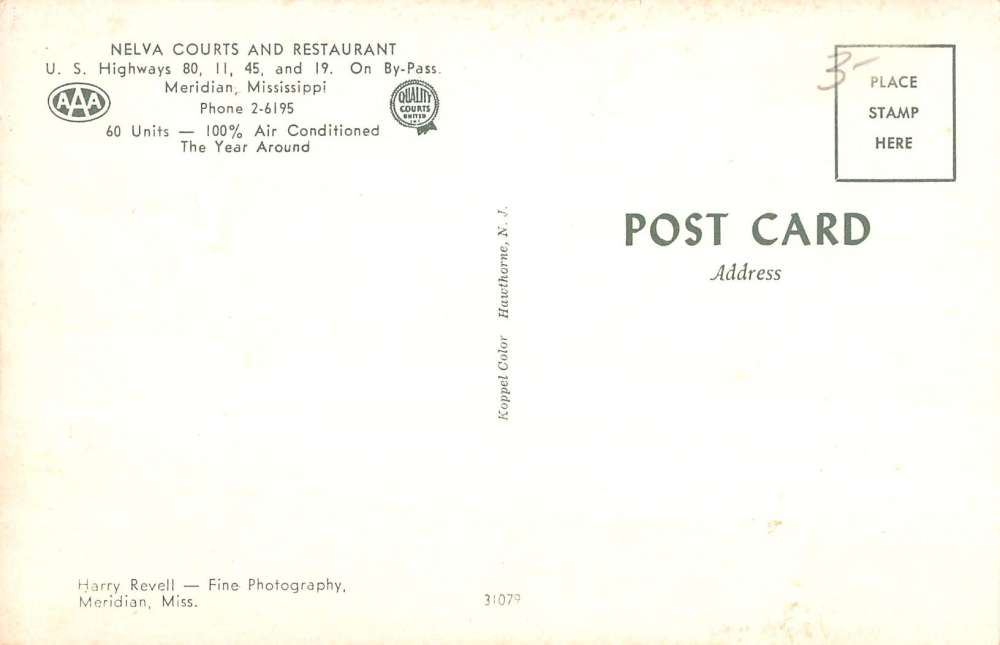 NELVA COURTS AND RESTAURANT
U. S. Highways 80, 11, 45, and 19. On By-Pass.
Meridian, Mississippi
Phone 2-6195
60 Units — 100% Air Conditioned
The Year Around
AAA
QUALITY
COURTS
UNITED
INC.
3-
PLACE
STAMP
HERE
POST CARD
Address
Koppel Color Hawthorne, N. J.
Harry Revell — Fine Photography,
Meridian, Miss.
31079